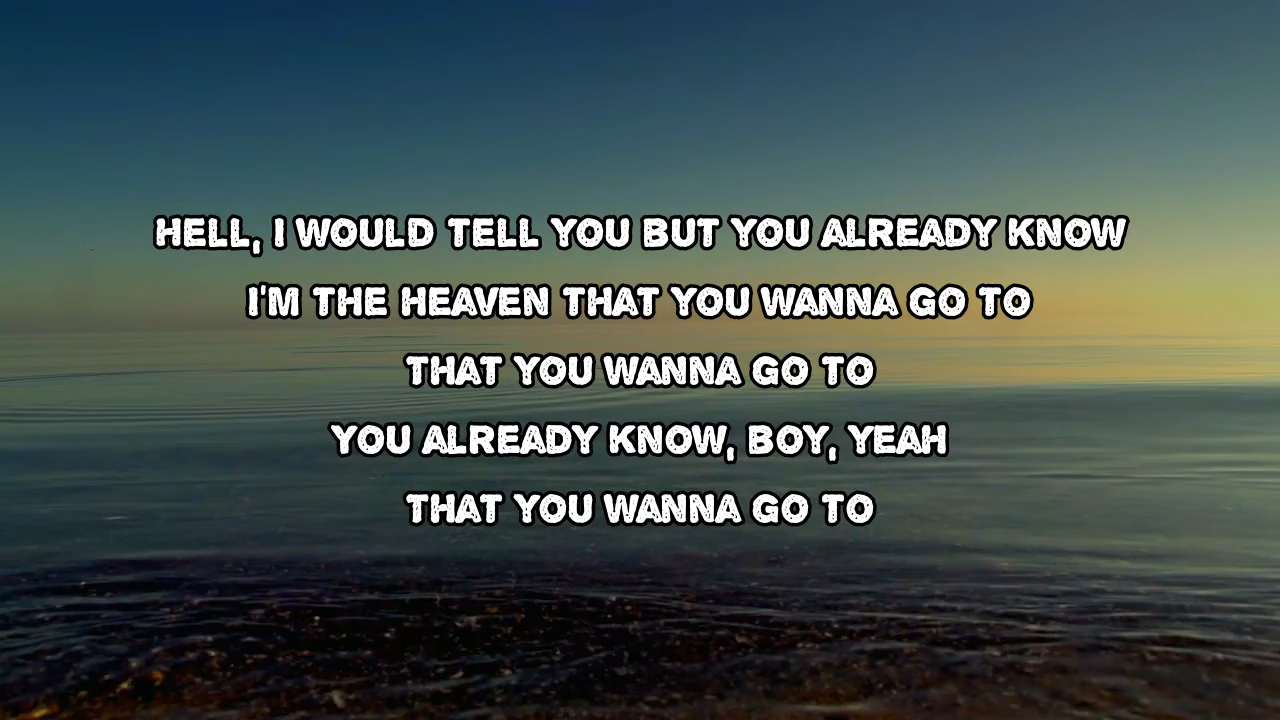 HELL, I WOULD TELL YOU BUT YOU ALREADY KNOW
I'M THE HEAVEN THAT YOU WANNA GO TO
THAT YOU WANNA GO TO
YOU ALREADY KNOW, BOY, YEAH
THAT YOU WANNA GO TO